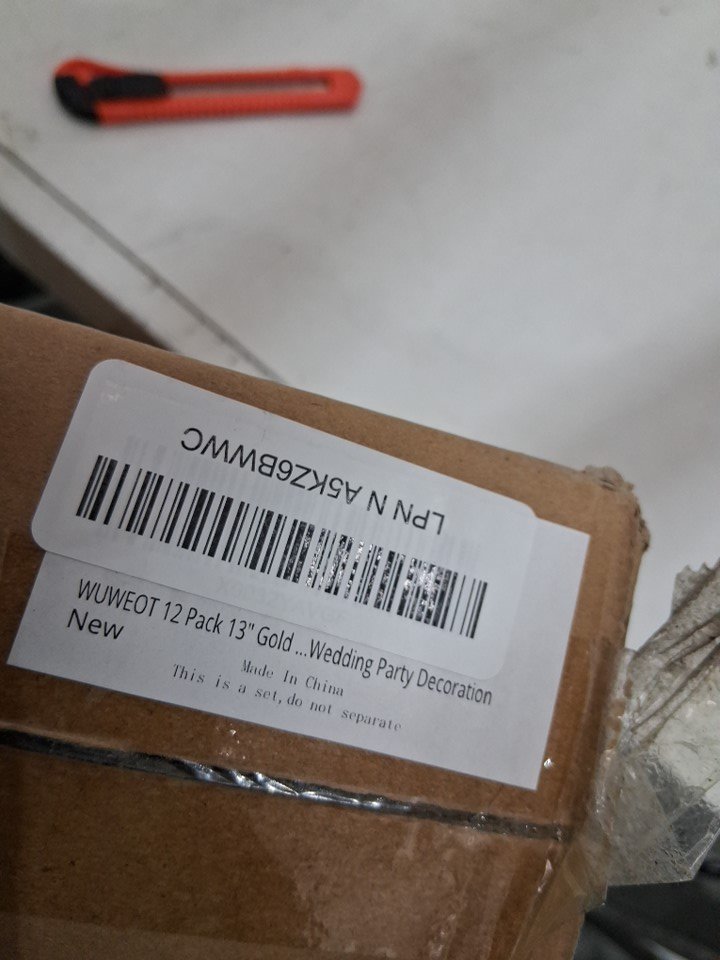 LPN N A5KZ6BWWC
WUWEOT 12 Pack 13" Gold ...Wedding Party Decoration
New
Made In China
This is a set,do not separate